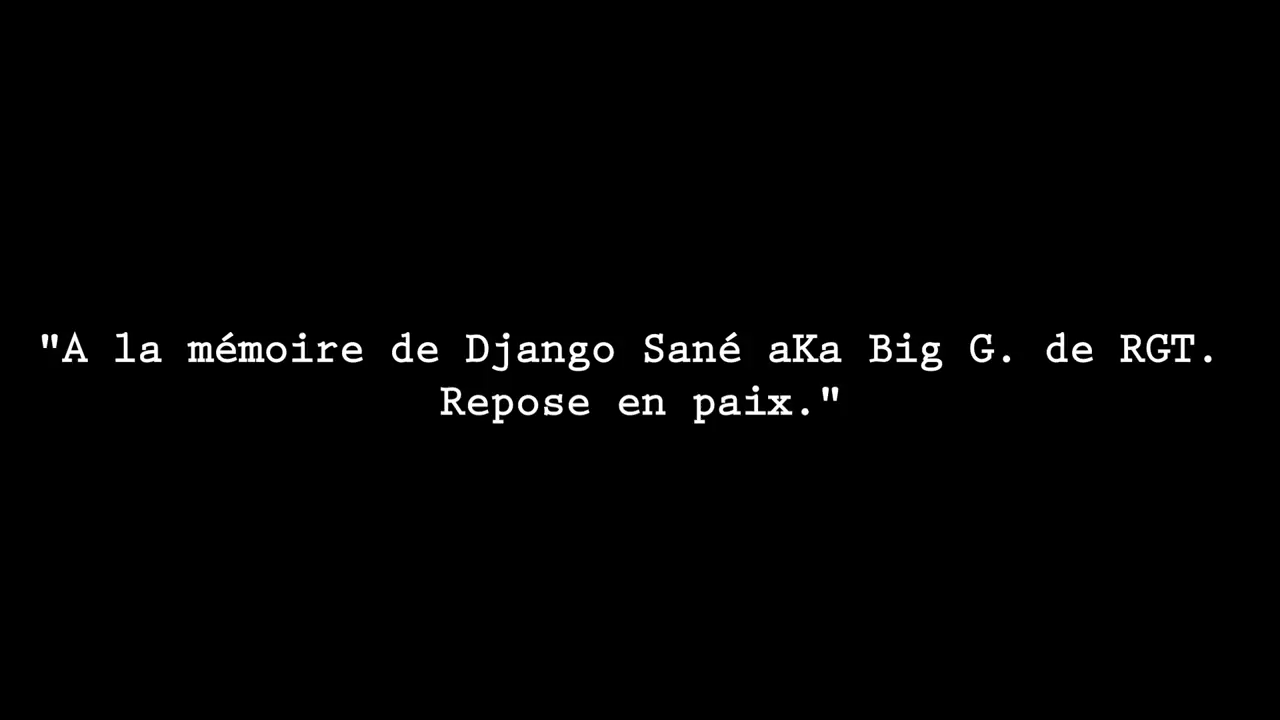 "A la mémoire de Django Sané aKa Big G. de RGT.
Repose en paix."